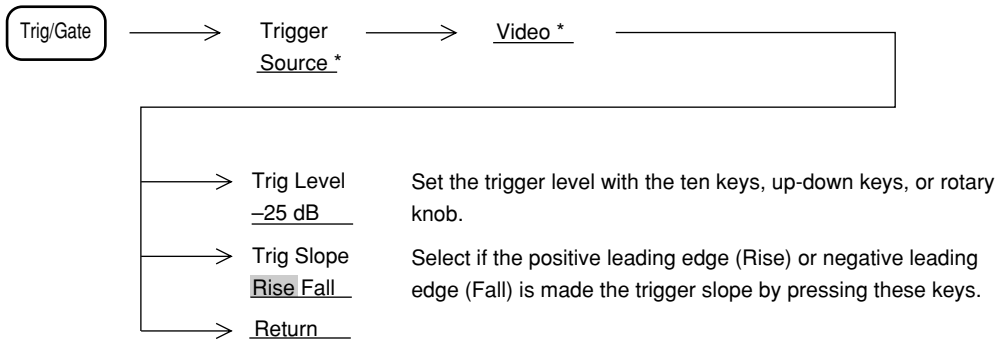 Trig/Gate
Trigger
Source *
Video *
Trig Level
–25 dB
Set the trigger level with the ten keys, up-down keys, or rotary
knob.
Trig Slope
Rise Fall
Select if the positive leading edge (Rise) or negative leading
edge (Fall) is made the trigger slope by pressing these keys.
Return